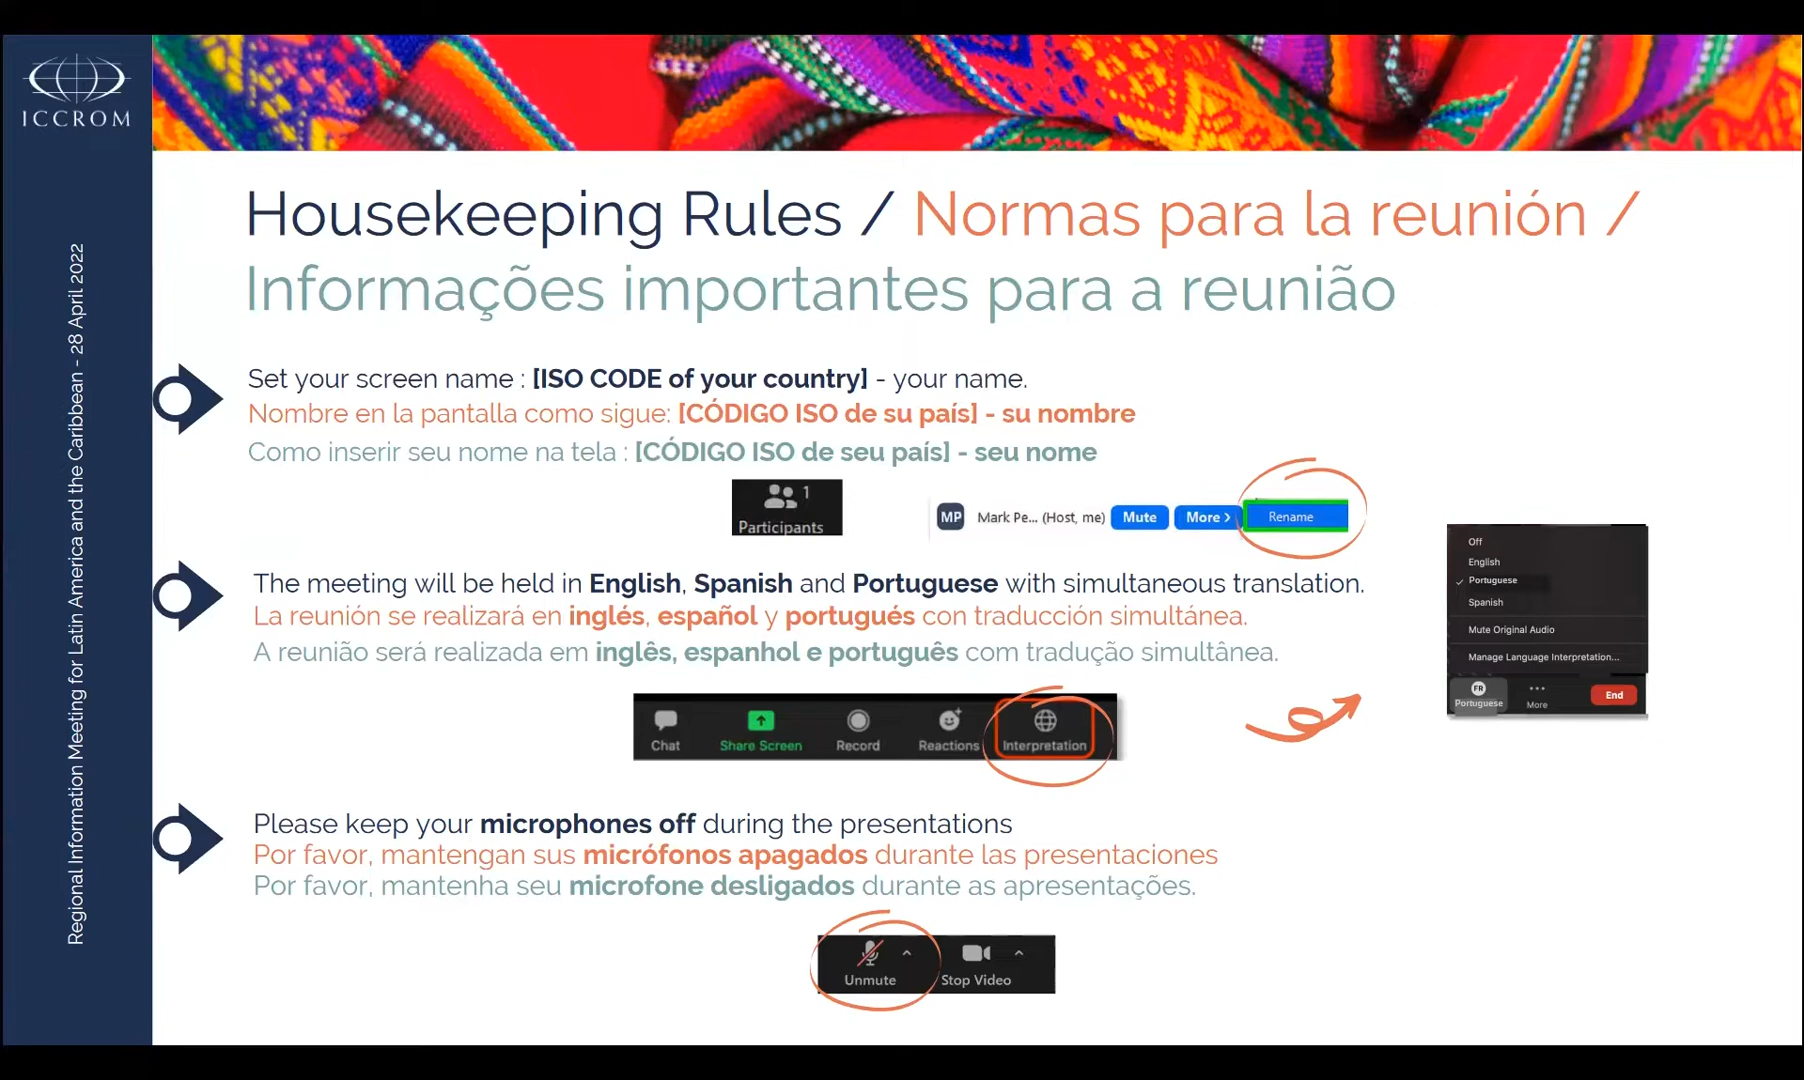 ICCROM
Regional Information Meeting for Latin America and the Caribbean - 28 April 2022
Housekeeping Rules / Normas para la reunión /
Informações importantes para a reunião
Set your screen name : [ISO CODE of your country] - your name.
Nombre en la pantalla como sigue: [CÓDIGO ISO de su país] - su nombre
Como inserir seu nome na tela : [CÓDIGO ISO de seu país] - seu nome
1
Participants
MP Mark Pe... (Host, me) Mute More > Rename
The meeting will be held in English, Spanish and Portuguese with simultaneous translation.
La reunión se realizará en inglés, español y portugués con traducción simultánea.
A reunião será realizada em inglês, espanhol e português com tradução simultânea.
Off
English
Portuguese
Spanish
Mute Original Audio
Manage Language Interpretation...
FR
Portuguese More End
Chat Share Screen Record Reactions Interpretation
Please keep your microphones off during the presentations
Por favor, mantengan sus micrófonos apagados durante las presentaciones
Por favor, mantenha seu microfone desligados durante as apresentações.
Unmute Stop Video